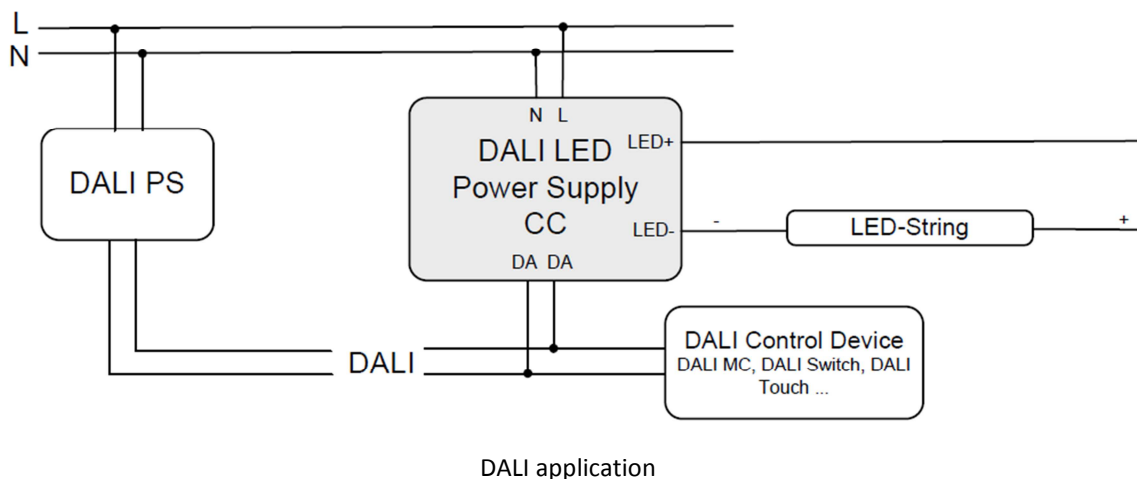 L
N
DALI PS
N L
DALI LED
Power Supply
CC
LED+
LED-
DA DA
-
LED-String
+
DALI
DALI Control Device
DALI MC, DALI Switch, DALI
Touch ...
DALI application